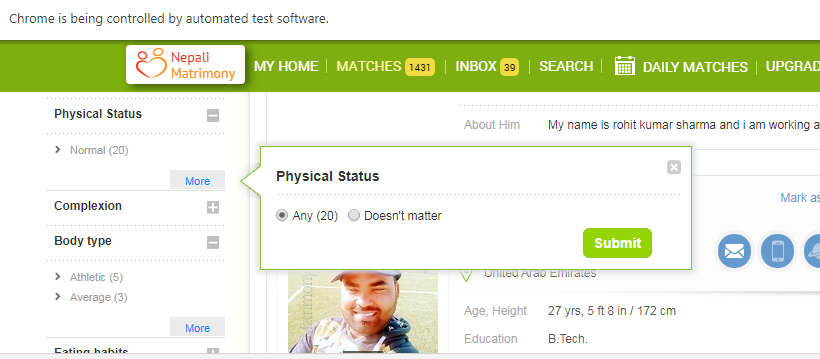 Chrome is being controlled by automated test software.
Nepali
Matrimony
MY HOME
MATCHES 1431
INBOX 39
SEARCH
DAILY MATCHES
UPGRAD
Physical Status
Normal (20)
More
Complexion
Body type
Athletic (5)
Average (3)
More
Eating habits
About Him My name is rohit kumar sharma and i am working a
Physical Status
Any (20) Doesn't matter
Submit
Mark as
United Arab Emirates
Age, Height 27 yrs, 5 ft 8 in / 172 cm
Education B.Tech.